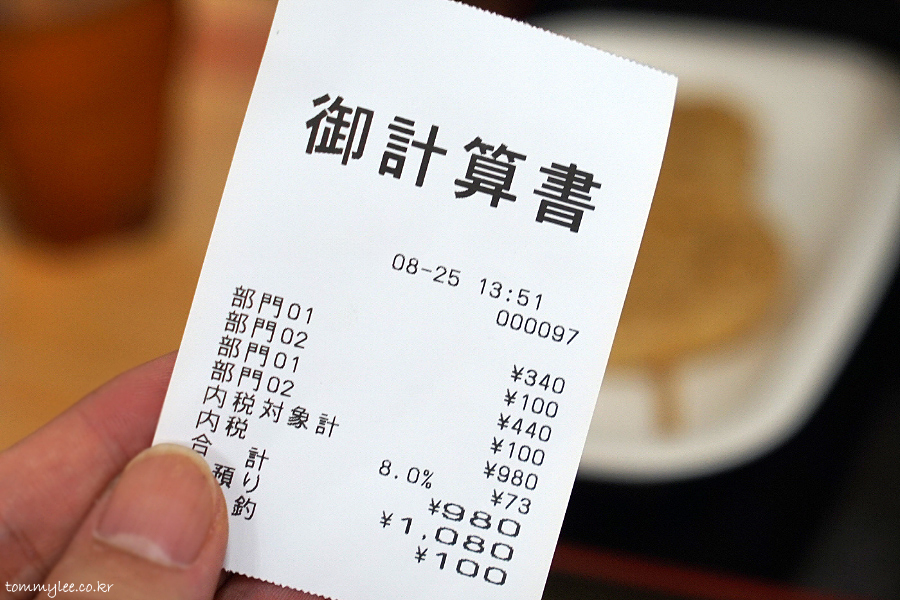 御計算書
08-25 13:51
000097
部門01 ¥340
部門02 ¥100
部門01 ¥440
部門02 ¥100
内税対象計 ¥980
内税 8.0% ¥73
合 計 ¥980
預り ¥1,080
釣 ¥100
tommylee.co.kr